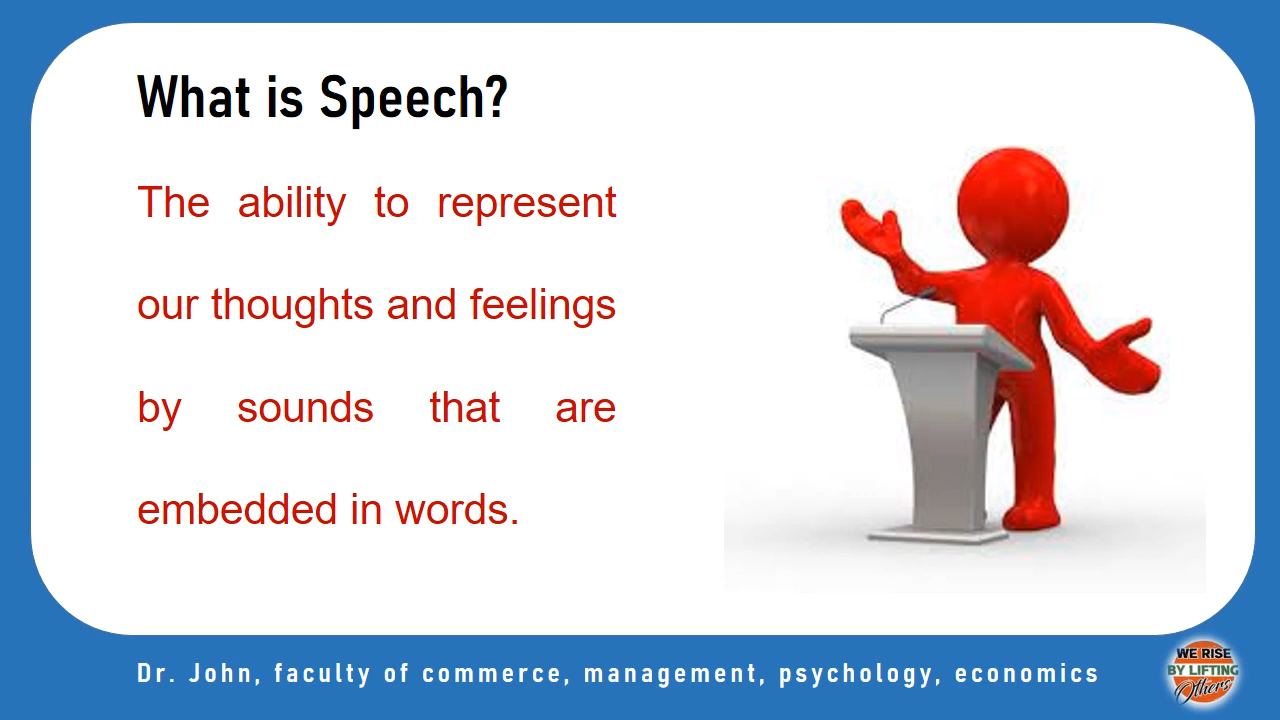 What is Speech?
The ability to represent
our thoughts and feelings
by sounds that are
embedded in words.
Dr. John, faculty of commerce, management, psychology, economics
WE RISE
BY LIFTING
Others